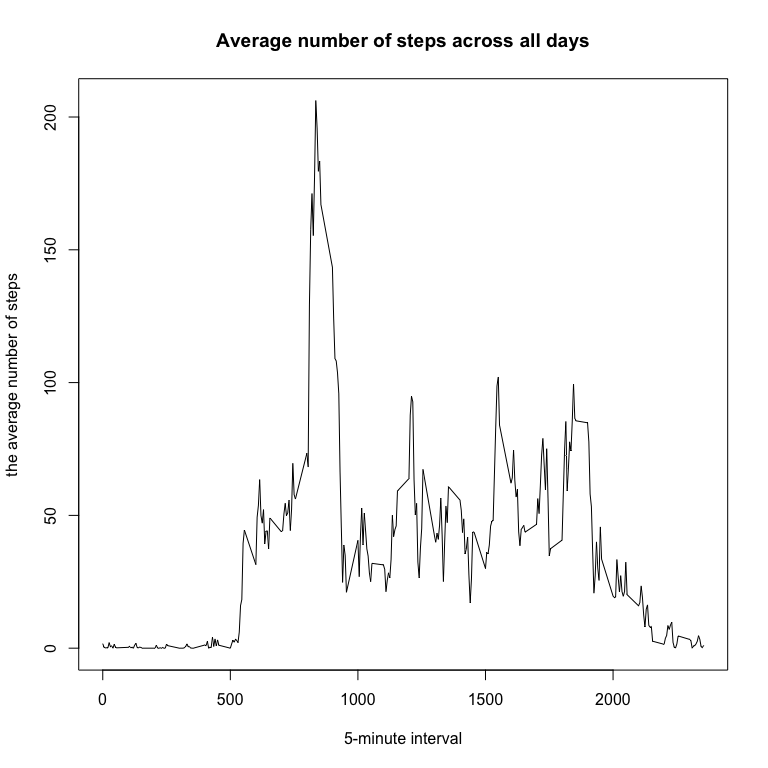 Average number of steps across all days
the average number of steps
200
150
100
50
0
0 500 1000 1500 2000
5-minute interval